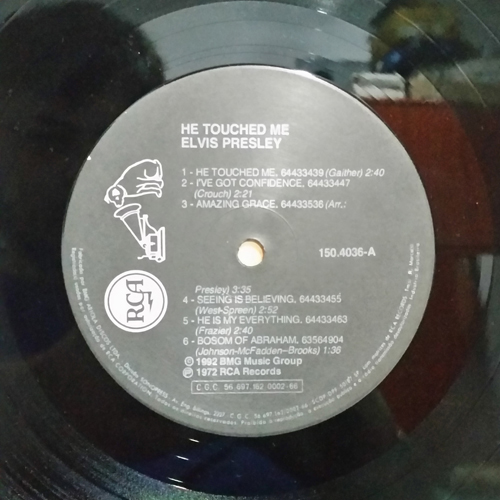 HE TOUCHED ME
ELVIS PRESLEY
1 - HE TOUCHED ME. 64433439 (Gaither) 2:40
2 - I'VE GOT CONFIDENCE. 64433447
(Crouch) 2:21
3 - AMAZING GRACE. 64433536 (Arr.:
150.4036-A
Presley) 3:35
4 - SEEING IS BELIEVING. 64433455
(West-Spreen) 2:52
5 - HE IS MY EVERYTHING. 64433463
(Frazier) 2:40
6 - BOSOM OF ABRAHAM. 63564904
(Johnson-McFadden-Brooks) 1:36
© 1992 BMG Music Group
℗ 1972 RCA Records
C.G.C. 56 697 162 0002-66
RCA